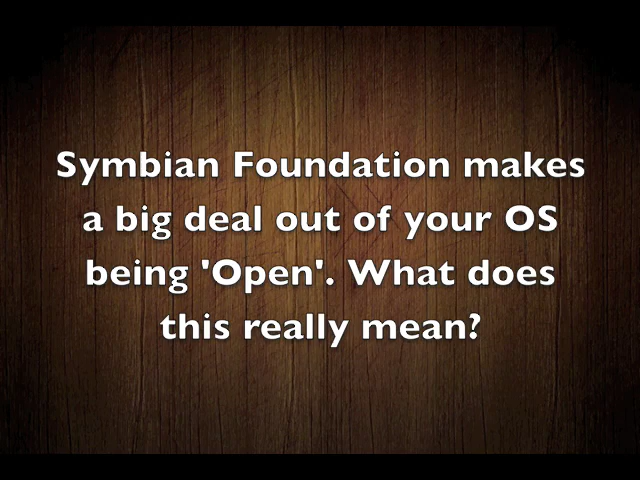 Symbian Foundation makes
a big deal out of your OS
being 'Open'. What does
this really mean?